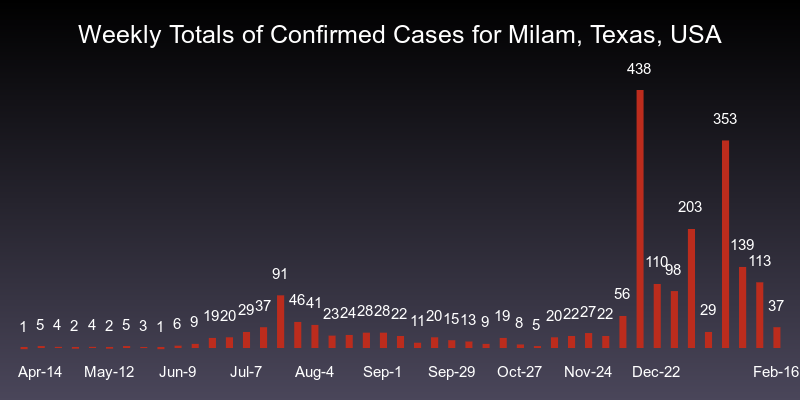 Weekly Totals of Confirmed Cases for Milam, Texas, USA
1 5 4 2 4 2 5 3 1 6 9 19 20 29 37 91 46 41 23 24 28 28 22 11 20 15 13 9 19 8 5 20 22 27 22 56 438 110 98 203 29 353 139 113 37
Apr-14 May-12 Jun-9 Jul-7 Aug-4 Sep-1 Sep-29 Oct-27 Nov-24 Dec-22 Feb-16